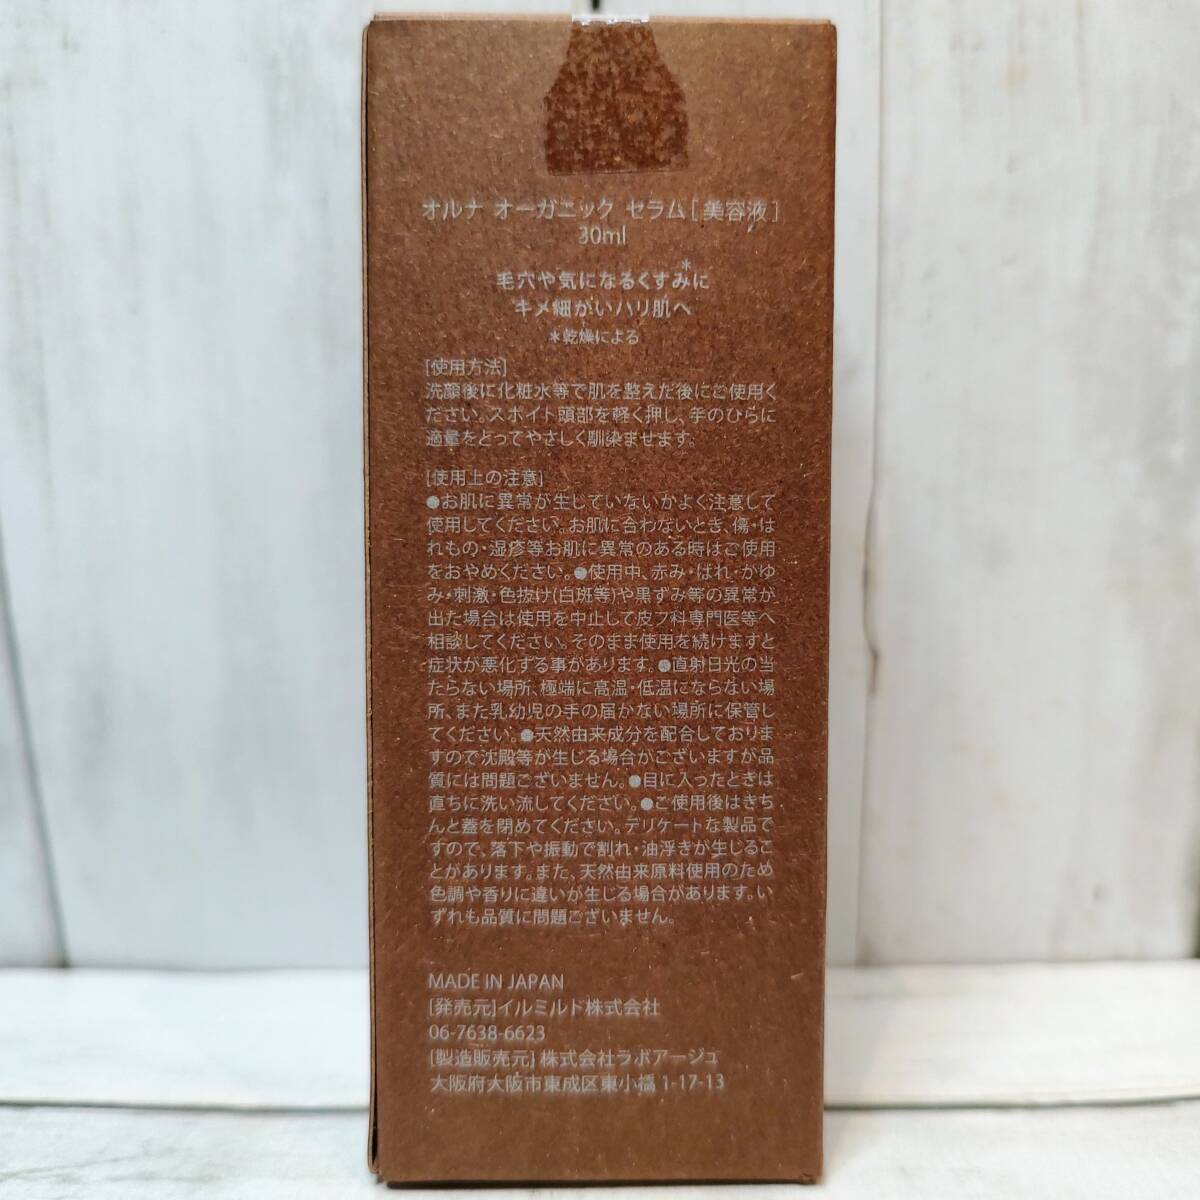 オルナ オーガニック セラム[美容液]
30ml
毛穴や気になるくすみ*に
キメ細かいハリ肌へ
*乾燥による
[使用方法]
洗顔後に化粧水等で肌を整えた後にご使用く
ださい。スポイト頭部を軽く押し、手のひらに
適量をとってやさしく馴染ませます。
[使用上の注意]
●お肌に異常が生じていないかよく注意して
使用してください。お肌に合わないとき、傷・は
れもの・湿疹等お肌に異常のある時はご使用
をおやめください。●使用中、赤み・ばれ・かゆ
み・刺激・色抜け(白斑等)や黒ずみ等の異常が
出た場合は使用を中止して皮フ科専門医等へ
相談してください。そのまま使用を続けますと
症状が悪化する事があります。●直射日光の当
たらない場所、極端に高温・低温にならない場
所、また乳幼児の手の届かない場所に保管し
てください。●天然由来成分を配合しておりま
すので沈殿等が生じる場合がございますが品
質には問題ございません。●目に入ったときは
直ちに洗い流してください。●ご使用後はきち
んと蓋を閉めてください。デリケートな製品で
すので、落下や振動で割れ・油浮きが生じるこ
とがあります。また、天然由来原料使用のため
色調や香りに違いが生じる場合があります。い
ずれも品質に問題ございません。
MADE IN JAPAN
[発売元]イルミルド株式会社
06-7638-6623
[製造販売元] 株式会社ラボアージュ
大阪府大阪市東成区東小橋 1-17-13